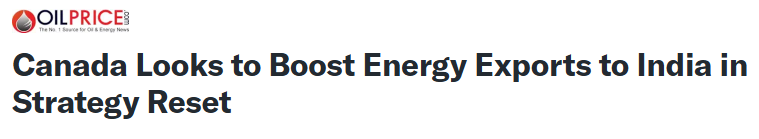 OILPRICE.com
The No. 1 Source for Oil & Energy News
Canada Looks to Boost Energy Exports to India in
Strategy Reset